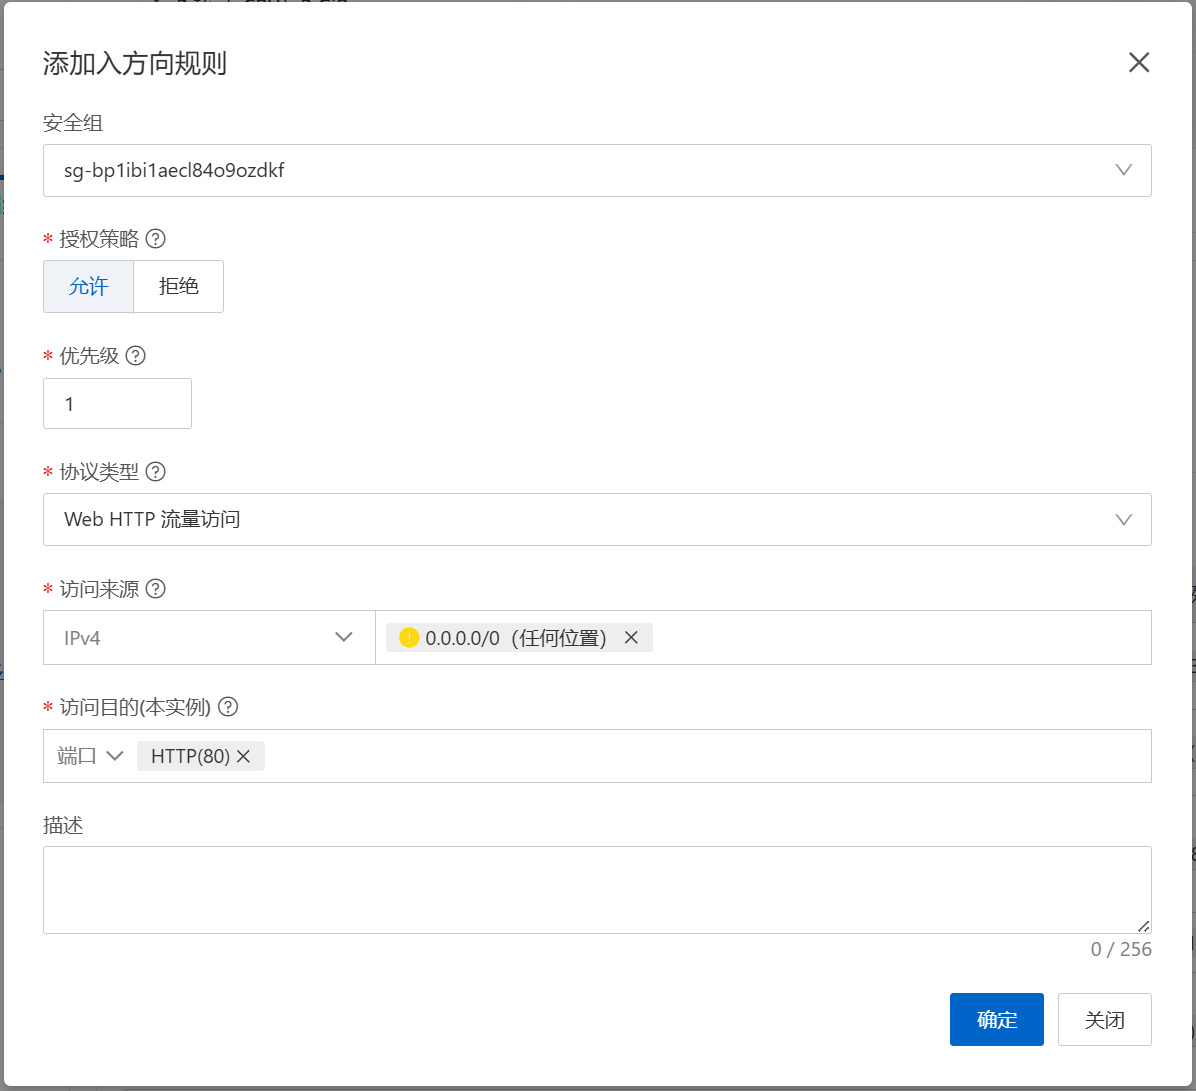 添加入方向规则
安全组
sg-bp1ibi1aecl84o9ozdkf
* 授权策略
允许 拒绝
* 优先级
1
* 协议类型
Web HTTP 流量访问
* 访问来源
IPv4 0.0.0.0/0（任何位置）
* 访问目的(本实例)
端口 HTTP(80)
描述
0 / 256
确定 关闭